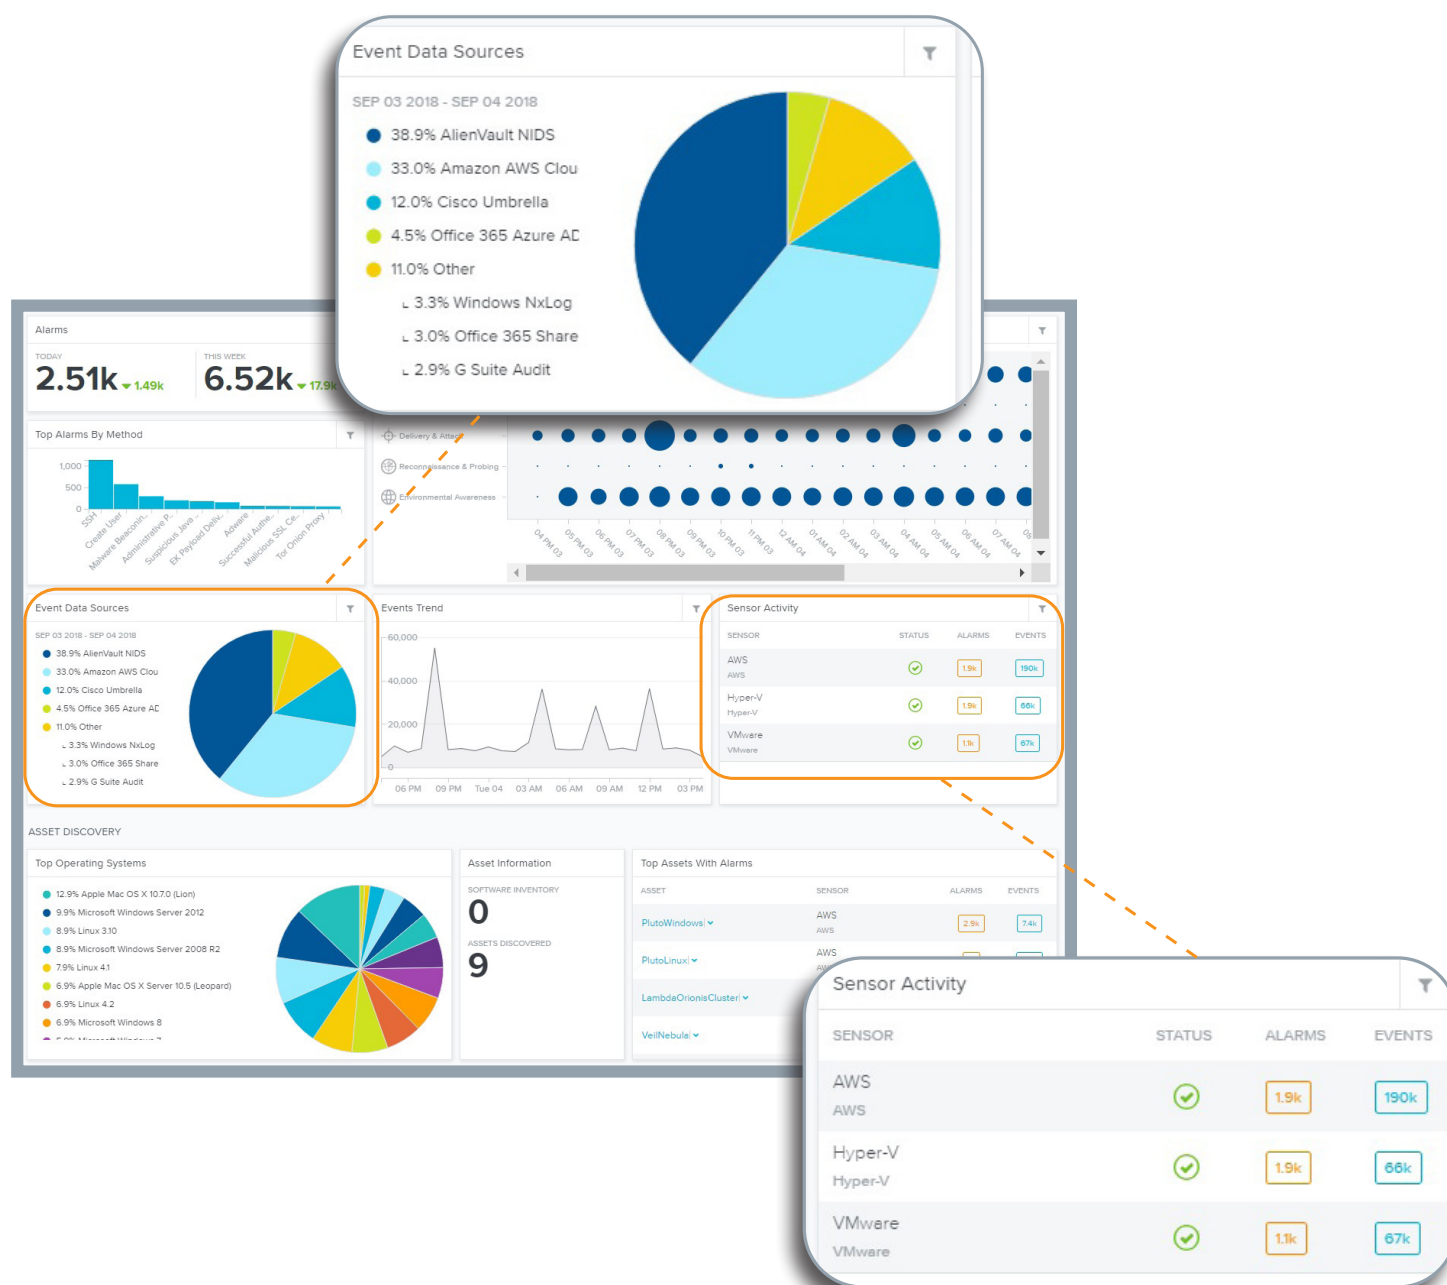 Event Data Sources
SEP 03 2018 - SEP 04 2018
38.9% AlienVault NIDS
33.0% Amazon AWS Clou
12.0% Cisco Umbrella
4.5% Office 365 Azure AD
11.0% Other
3.3% Windows NxLog
3.0% Office 365 Share
2.9% G Suite Audit
Alarms
TODAY
2.51k 1.49k
THIS WEEK
6.52k 17.9k
Top Alarms By Method
1,000
500
0
SSH
Create User
Malware Beaconin...
Administrative P...
Suspicious Java ...
EK Payload Deliv...
Adware
Successful Authe...
Malicious SSL Ce...
Tor Onion Proxy
Delivery & Attack
Reconnaissance & Probing
Environmental Awareness
04 PM 03
05 PM 03
06 PM 03
07 PM 03
08 PM 03
09 PM 03
10 PM 03
11 PM 03
12 AM 04
01 AM 04
02 AM 04
03 AM 04
04 AM 04
05 AM 04
06 AM 04
07 AM 04
Event Data Sources
SEP 03 2018 - SEP 04 2018
38.9% AlienVault NIDS
33.0% Amazon AWS Clou
12.0% Cisco Umbrella
4.5% Office 365 Azure AD
11.0% Other
3.3% Windows NxLog
3.0% Office 365 Share
2.9% G Suite Audit
Events Trend
60,000
40,000
20,000
0
06 PM 09 PM Tue 04 03 AM 06 AM 09 AM 12 PM 03 PM
Sensor Activity
SENSOR STATUS ALARMS EVENTS
AWS
AWS 1.9k 190k
Hyper-V
Hyper-V 1.9k 66k
VMware
VMware 1.1k 67k
ASSET DISCOVERY
Top Operating Systems
12.9% Apple Mac OS X 10.7.0 (Lion)
9.9% Microsoft Windows Server 2012
8.9% Linux 3.10
8.9% Microsoft Windows Server 2008 R2
7.9% Linux 4.1
6.9% Apple Mac OS X Server 10.5 (Leopard)
6.9% Linux 4.2
6.9% Microsoft Windows 8
Asset Information
SOFTWARE INVENTORY
0
ASSETS DISCOVERED
9
Top Assets With Alarms
ASSET SENSOR ALARMS EVENTS
PlutoWindows AWS
AWS 2.9k 7.4k
PlutoLinux AWS
LambdaOrionisCluster
VeilNebula
Sensor Activity
SENSOR STATUS ALARMS EVENTS
AWS
AWS 1.9k 190k
Hyper-V
Hyper-V 1.9k 66k
VMware
VMware 1.1k 67k